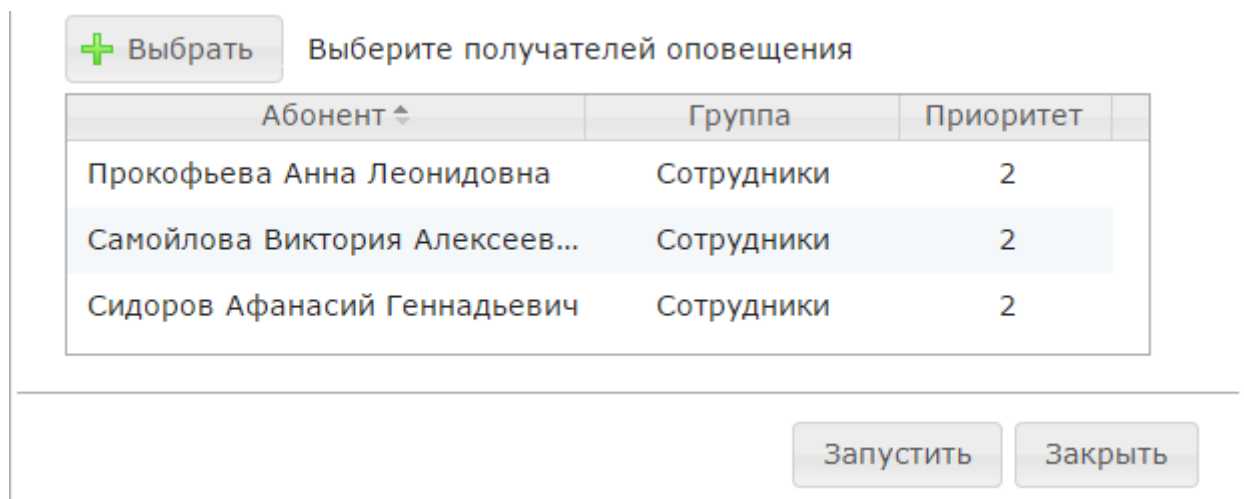 Выбрать Выберите получателей оповещения
Абонент Группа Приоритет
Прокофьева Анна Леонидовна Сотрудники 2
Самойлова Виктория Алексеев... Сотрудники 2
Сидоров Афанасий Геннадьевич Сотрудники 2
Запустить Закрыть